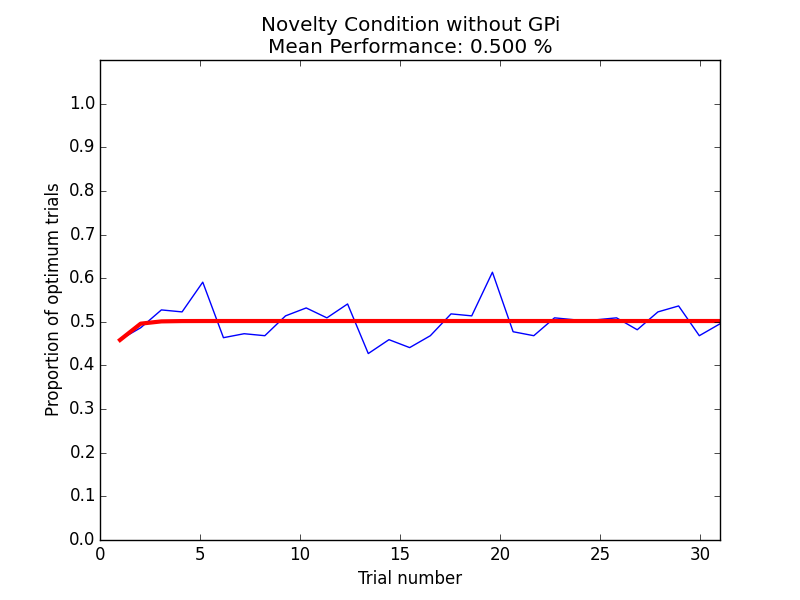 Novelty Condition without GPi
Mean Performance: 0.500 %
1.0
0.9
0.8
0.7
0.6
0.5
0.4
0.3
0.2
0.1
0.0
Proportion of optimum trials
0 5 10 15 20 25 30
Trial number